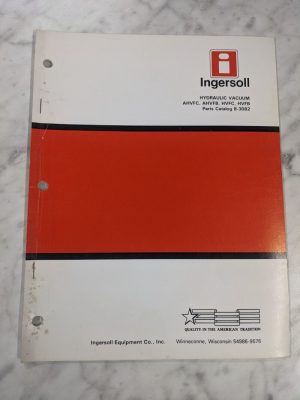 Ingersoll
HYDRAULIC VACUUM
AHVFC, AHVFB, HVFC, HVFB
Parts Catalog 8-3082
QUALITY IN THE AMERICAN TRADITION
Ingersoll Equipment Co., Inc. Winneconne, Wisconsin 54986-9576